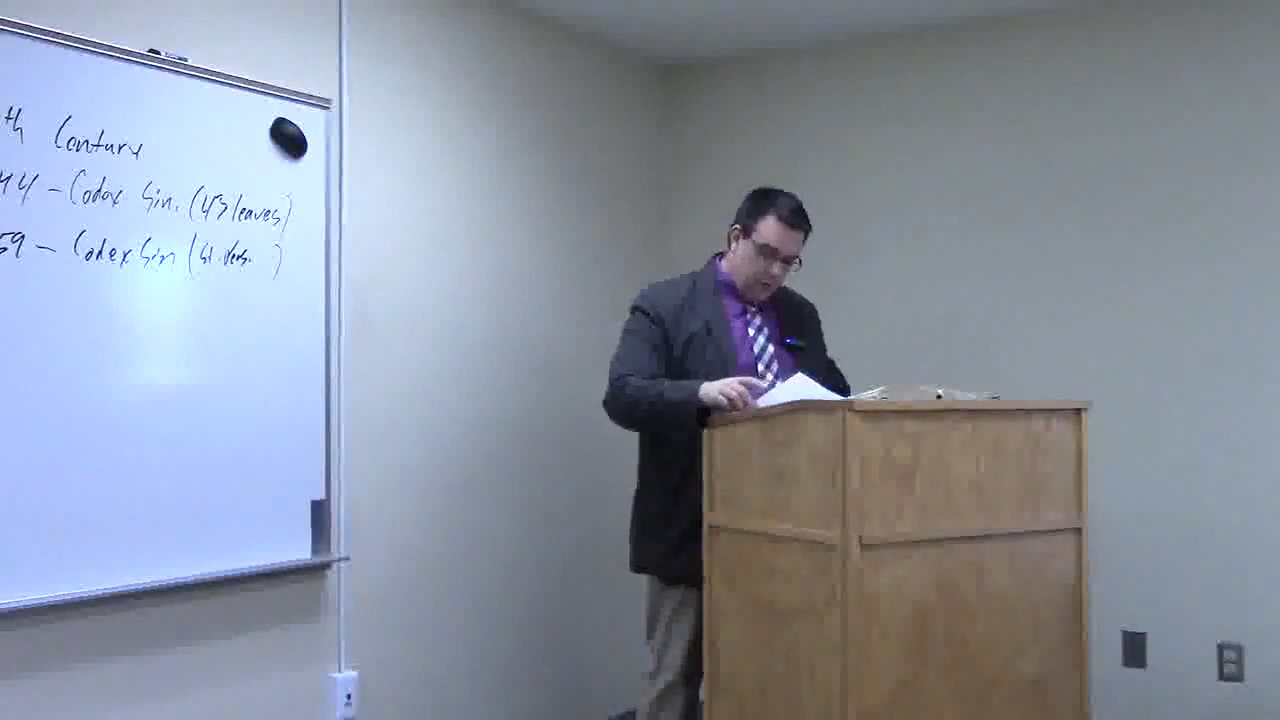 th Century
44 - Codex Sin. (43 leaves)
59 - Codex Sin (